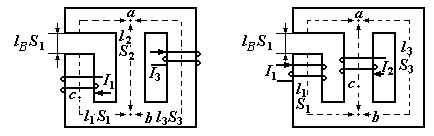 a
l_B S_1
l_2
S_2
I_3
I_1
c
l_1 S_1
b l_3 S_3
a
l_B S_1
l_3
S_3
I_1
I_2
c
l_1
S_1
b